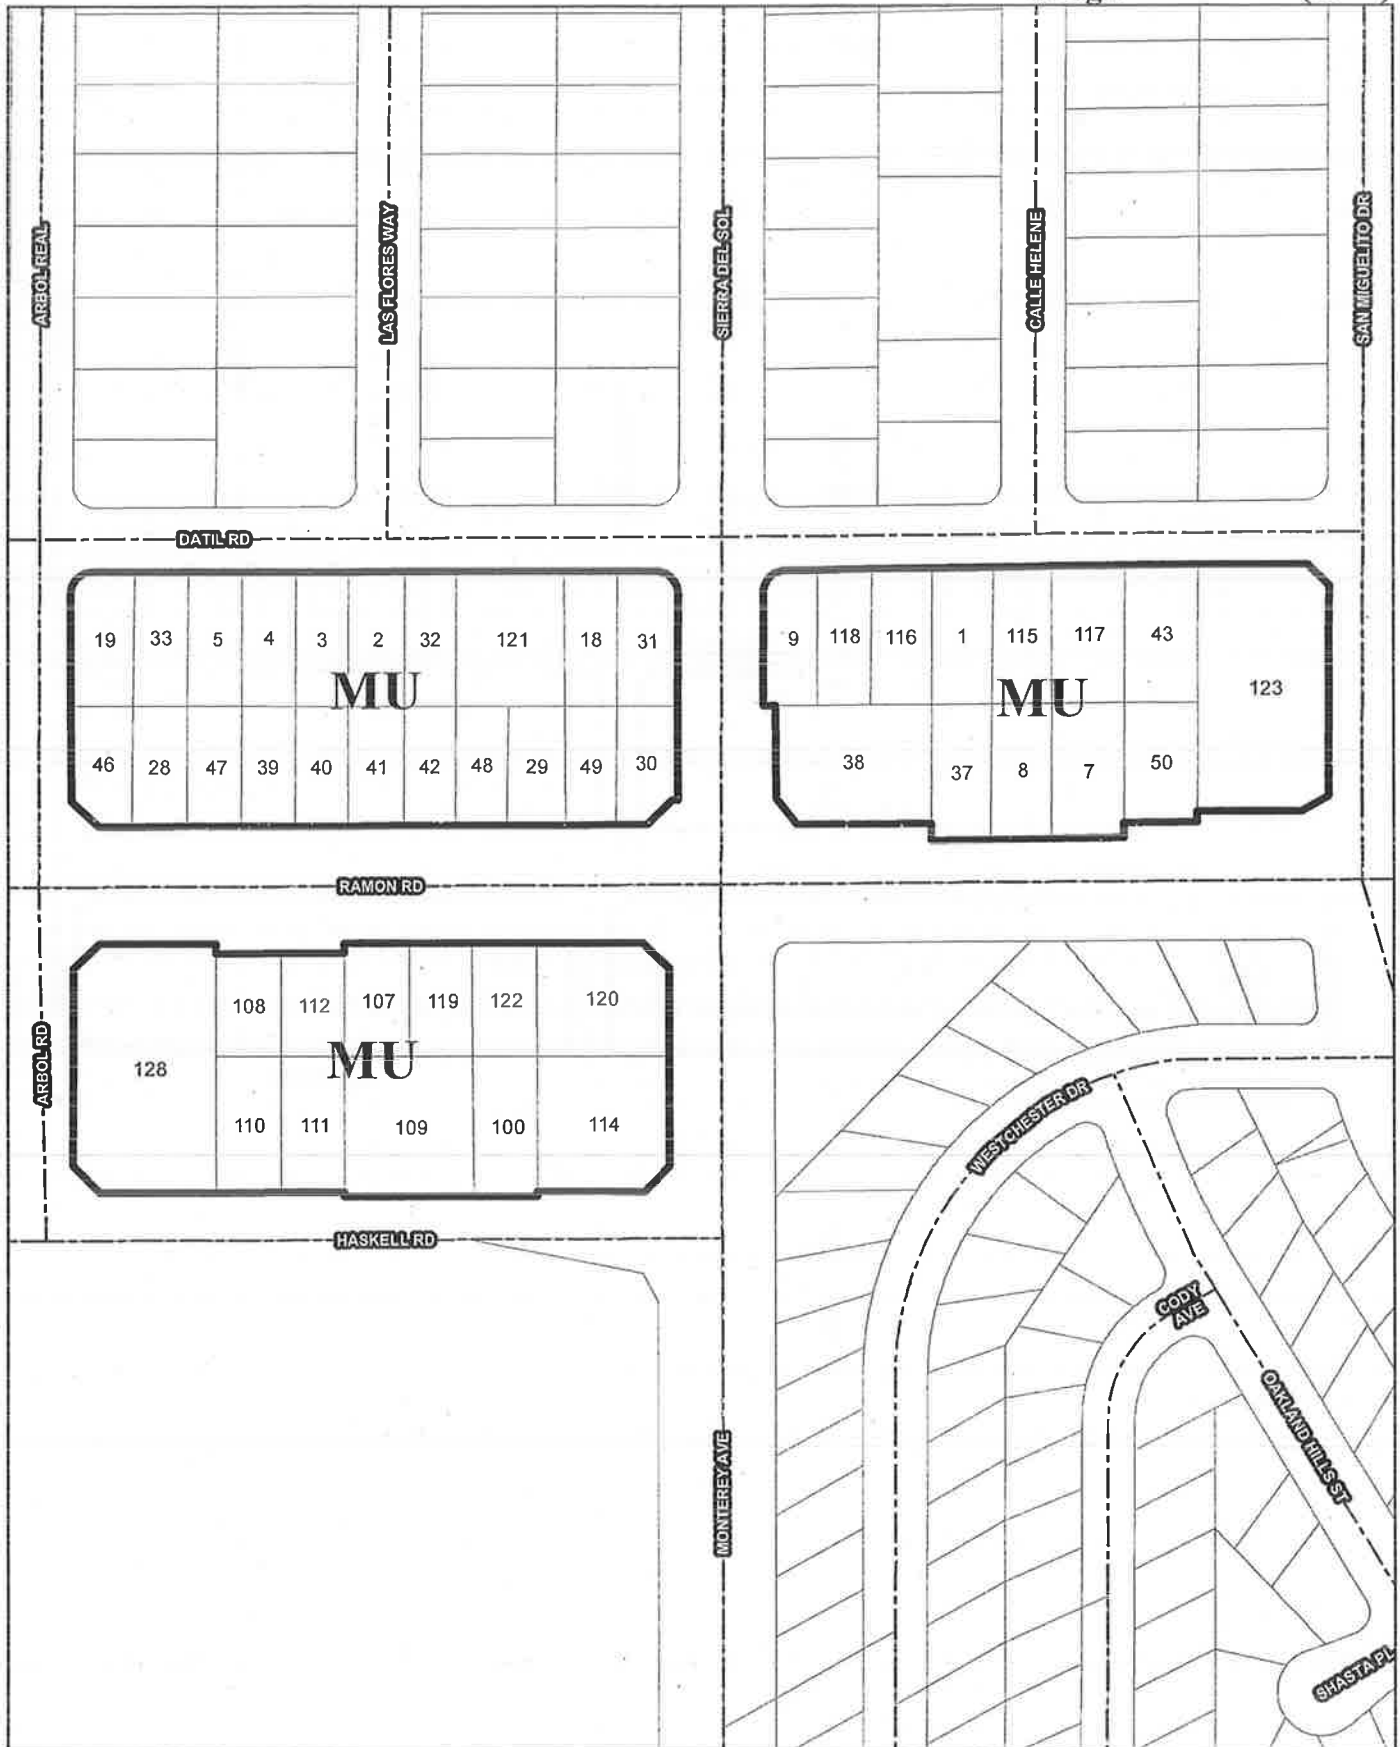 ARBOL REAL
LAS FLORES WAY
SIERRA DEL SOL
CALLE HELENE
SAN MIGUELITO DR
DATIL RD
19 33 5 4 3 2 32 121 18 31
MU
46 28 47 39 40 41 42 48 29 49 30
9 118 116 1 115 117 43
MU
123
38 37 8 7 50
RAMON RD
108 112 107 119 122 120
MU
128
110 111 109 100 114
ARBOL RD
HASKELL RD
WESTCHESTER DR
CODY
AVE
OAKLAND HILLS ST
MONTEREY AVE
SHASTA PL